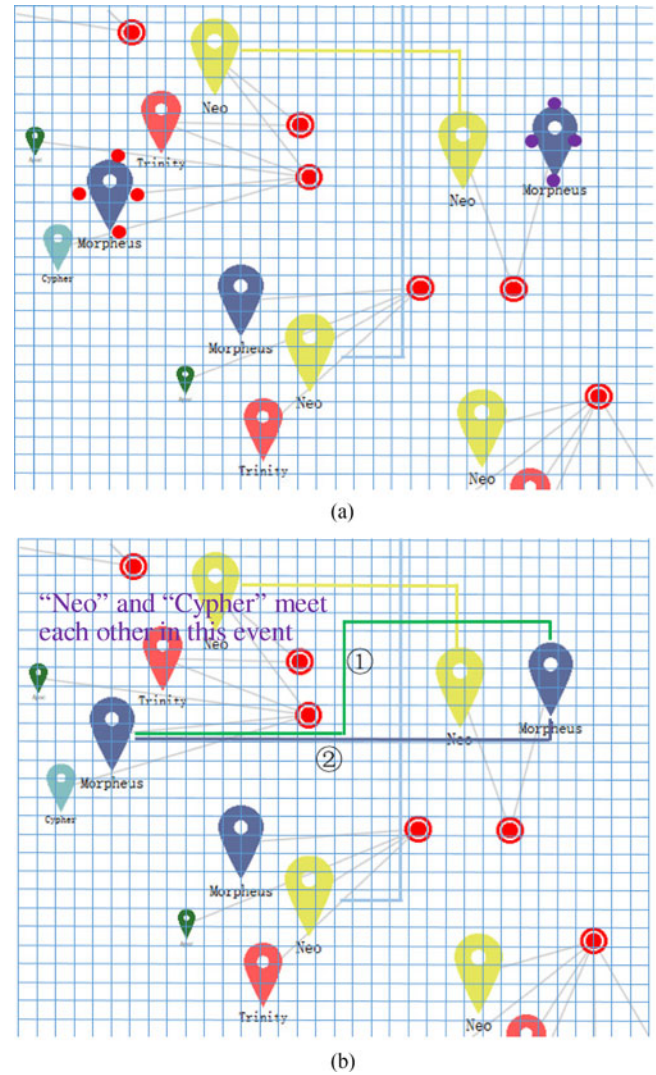 Neo
Trinity
Neo
Morpheus
Morpheus
Cypher
Morpheus
Neo
Trinity
Neo
(a)
“Neo” and “Cypher” meet
each other in this event
Neo
①
Trinity
Morpheus
Neo
②
Morpheus
Cypher
Morpheus
Neo
Trinity
Neo
(b)